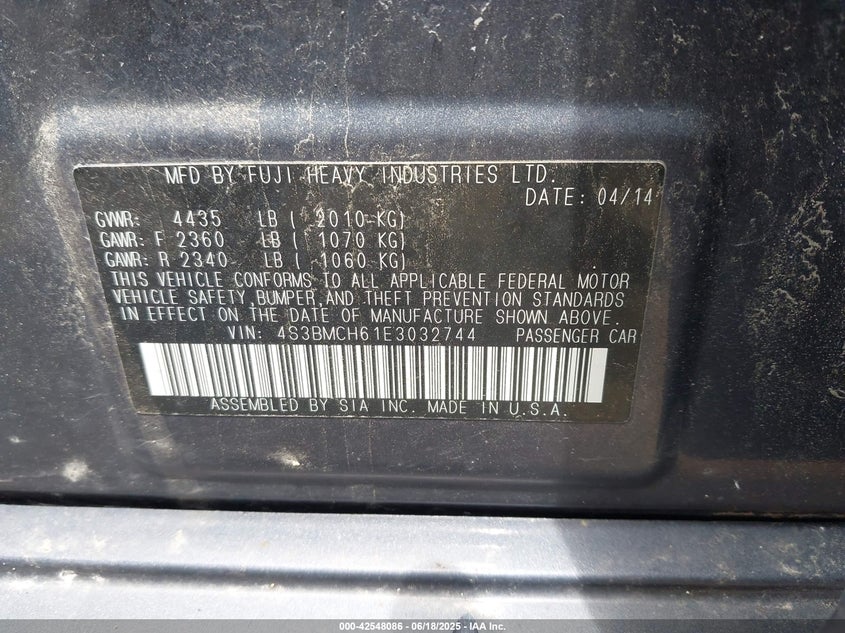 MFD BY FUJI HEAVY INDUSTRIES LTD.
DATE: 04/14
GVWR: 4435 LB ( 2010 KG)
GAWR: F 2360 LB ( 1070 KG)
GAWR: R 2340 LB ( 1060 KG)
THIS VEHICLE CONFORMS TO ALL APPLICABLE FEDERAL MOTOR
VEHICLE SAFETY, BUMPER, AND THEFT PREVENTION STANDARDS
IN EFFECT ON THE DATE OF MANUFACTURE SHOWN ABOVE.
VIN: 4S3BMCH61E3032744 PASSENGER CAR
ASSEMBLED BY SIA INC. MADE IN U.S.A.
000-42548086 - 06/18/2025 - IAA Inc.